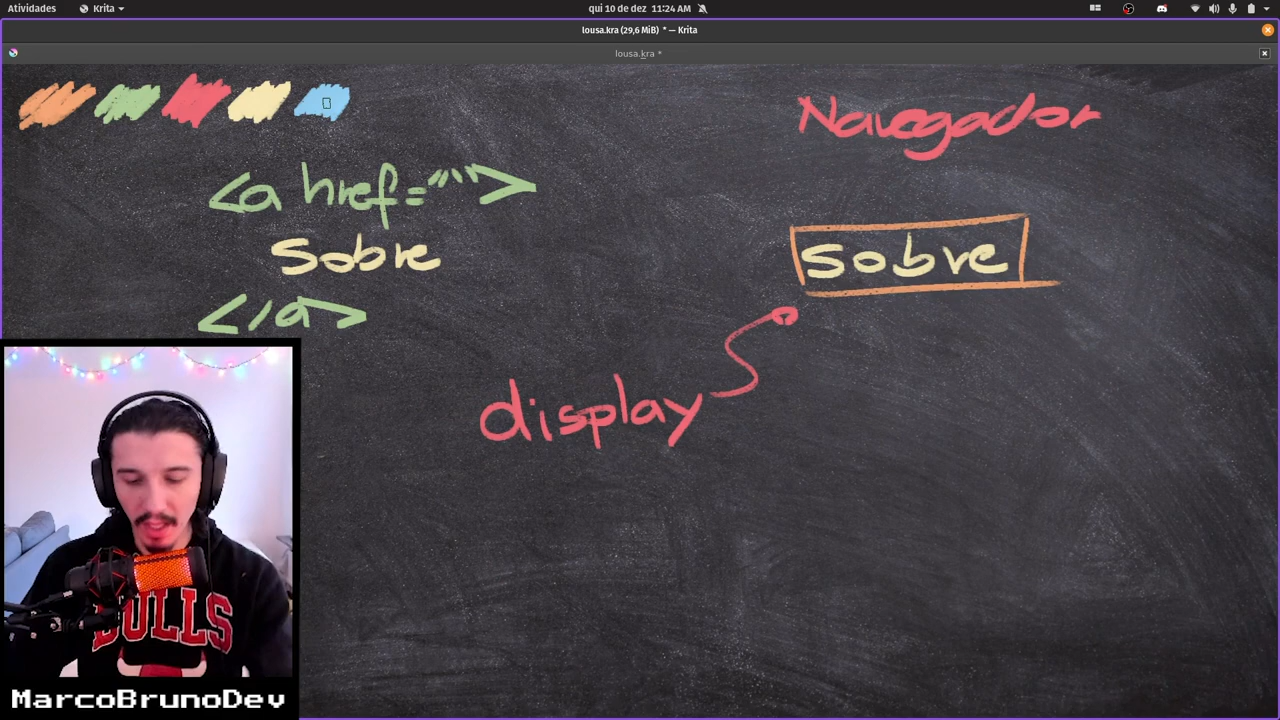 Atividades
Krita
qui 10 de dez 11:24 AM
lousa.kra (29,6 MiB) * — Krita
lousa.kra *
Navegador
<a href="">
Sobre
</a>
Sobre
display
BULLS
MarcoBrunoDev